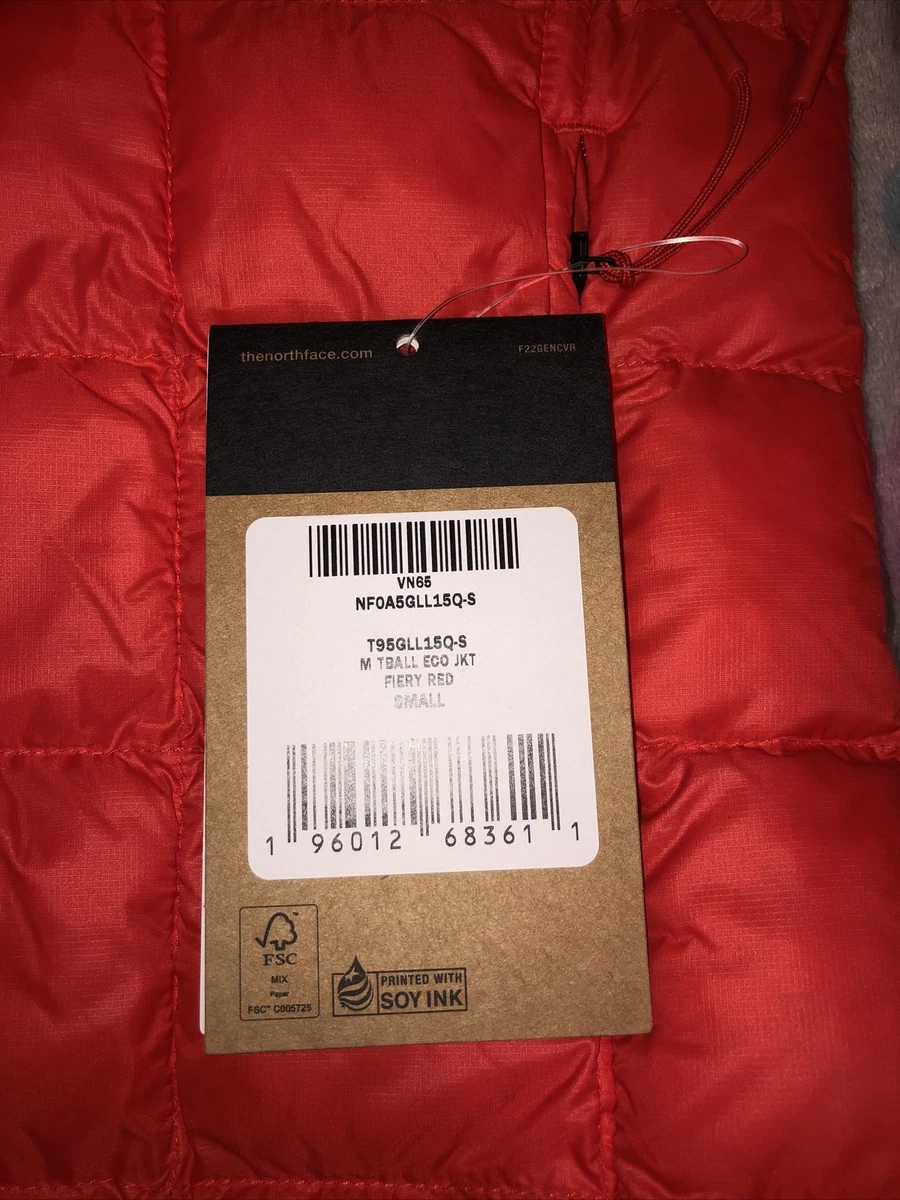 thenorthface.com
F22GENCVR
VN65
NF0A5GLL15Q-S
T95GLL15Q-S
M TBALL ECO JKT
FIERY RED
SMALL
1 96012 68361 1
FSC
MIX
Paper
FSC™ C005725
PRINTED WITH
SOY INK